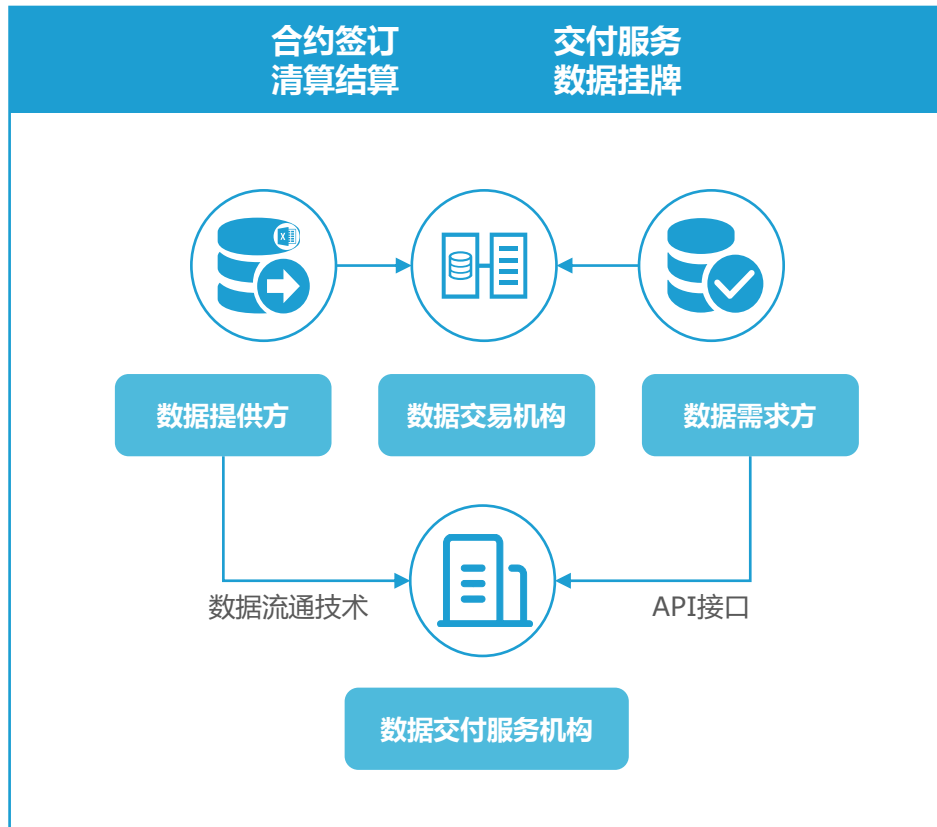 合约签订
清算结算
交付服务
数据挂牌
X
数据提供方
数据交易机构
数据需求方
数据流通技术
API接口
数据交付服务机构